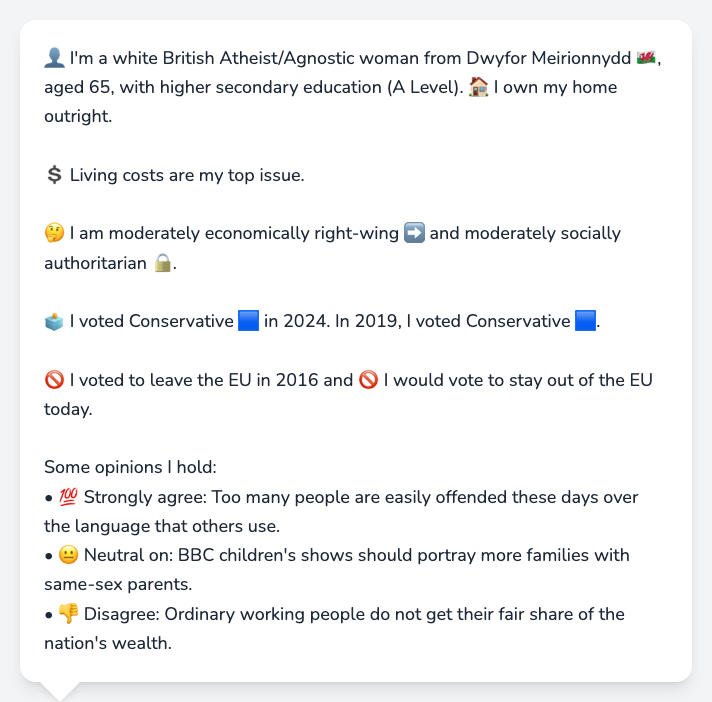 👤 I'm a white British Atheist/Agnostic woman from Dwyfor Meirionnydd 🏴󠁧󠁢󠁷󠁬󠁳󠁿,
aged 65, with higher secondary education (A Level). 🏠 I own my home
outright.
💲 Living costs are my top issue.
🤔 I am moderately economically right-wing ➡️ and moderately socially
authoritarian 🔒.
🗳️ I voted Conservative 🟦 in 2024. In 2019, I voted Conservative 🟦.
🚫 I voted to leave the EU in 2016 and 🚫 I would vote to stay out of the EU
today.
Some opinions I hold:
• 💯 Strongly agree: Too many people are easily offended these days over
the language that others use.
• 😐 Neutral on: BBC children's shows should portray more families with
same-sex parents.
• 👎 Disagree: Ordinary working people do not get their fair share of the
nation's wealth.